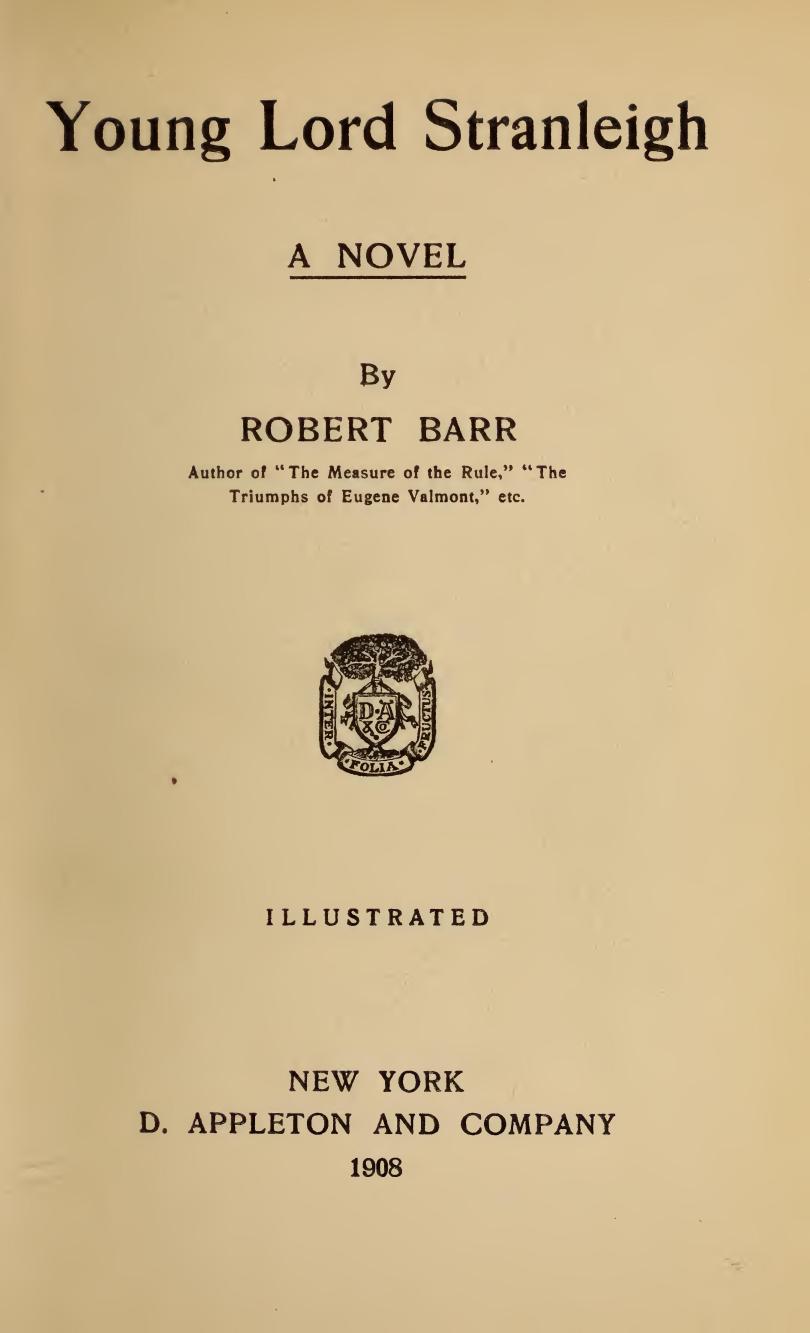 Young Lord Stranleigh
A NOVEL
By
ROBERT BARR
Author of “The Measure of the Rule,” “The
Triumphs of Eugene Valmont,” etc.
·INTER·
D·A
&Co
FRUCTUS·
·FOLIA·
ILLUSTRATED
NEW YORK
D. APPLETON AND COMPANY
1908